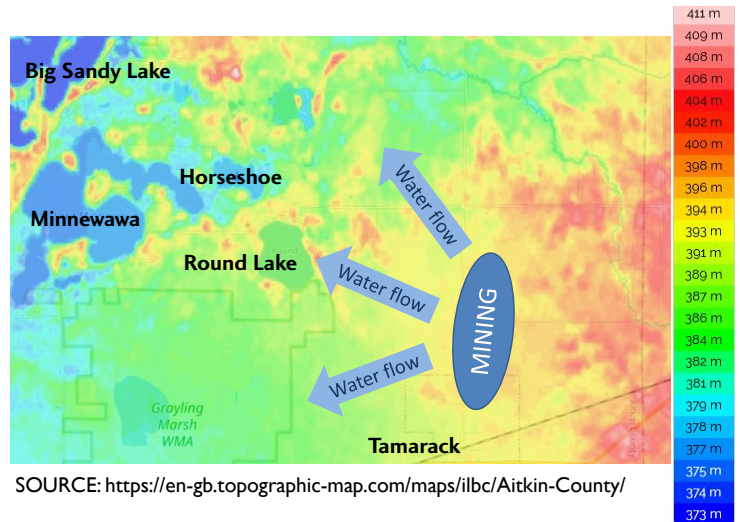 Big Sandy Lake
Horseshoe
Minnewawa
Round Lake
Water flow
Water flow
Water flow
MINING
Grayling
Marsh
WMA
Tamarack
SOURCE: https://en-gb.topographic-map.com/maps/ilbc/Aitkin-County/
411 m
409 m
408 m
406 m
404 m
402 m
400 m
398 m
396 m
394 m
393 m
391 m
389 m
387 m
386 m
384 m
382 m
381 m
379 m
378 m
377 m
375 m
374 m
373 m